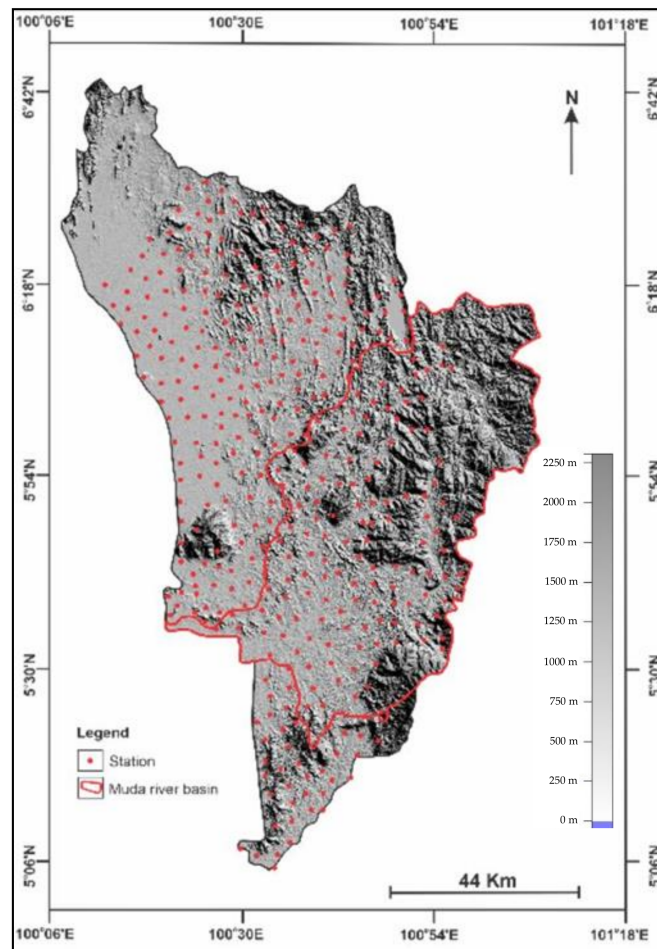 100°06'E 100°30'E 100°54'E 101°18'E
6°42'N 6°42'N
N
6°18'N 6°18'N
5°54'N 5°54'N
2250 m
2000 m
1750 m
1500 m
1250 m
1000 m
750 m
500 m
250 m
0 m
5°30'N 5°30'N
Legend
Station
Muda river basin
5°06'N 5°06'N
44 Km
100°06'E 100°30'E 100°54'E 101°18'E